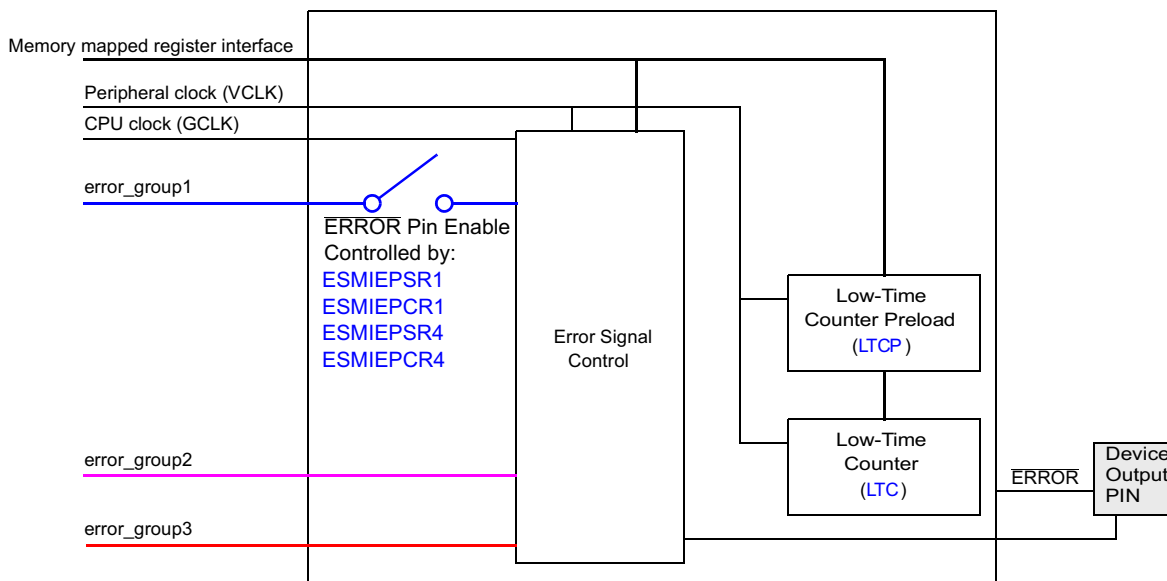 Memory mapped register interface
Peripheral clock (VCLK)
CPU clock (GCLK)
error_group1
ERROR Pin Enable
Controlled by:
ESMIEPSR1
ESMIEPCR1
ESMIEPSR4
ESMIEPCR4
Error Signal
Control
Low-Time
Counter Preload
(LTCP)
Low-Time
Counter
(LTC)
error_group2
error_group3
ERROR
Device
Output
PIN